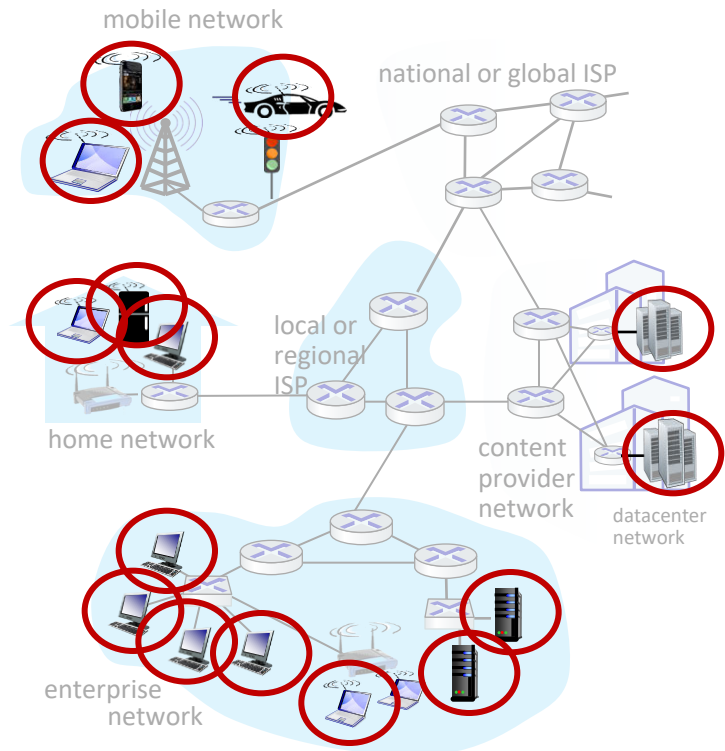 mobile network
national or global ISP
local or
regional
ISP
home network
content
provider
network
datacenter
network
enterprise
network